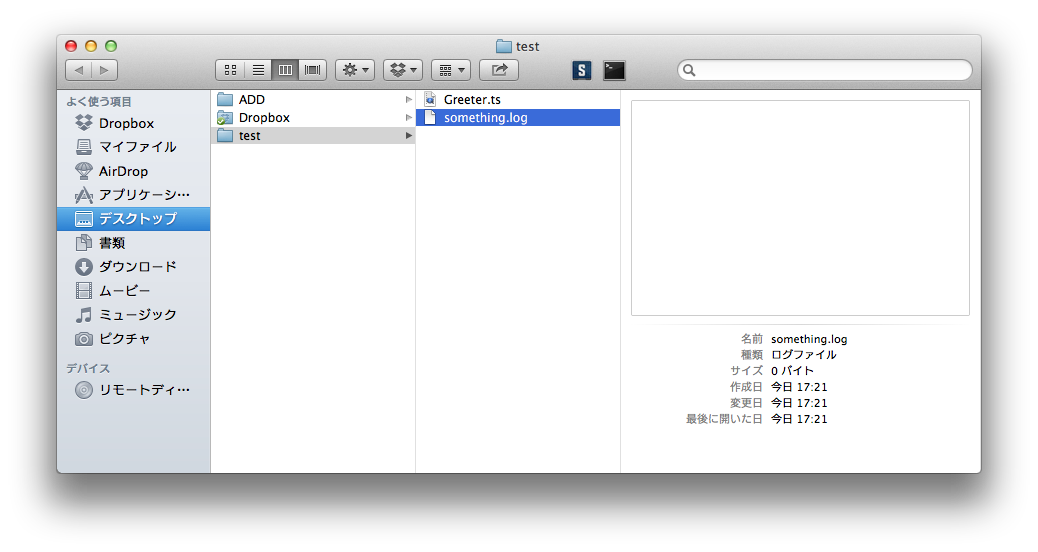 test
よく使う項目
Dropbox
マイファイル
AirDrop
アプリケーシ…
デスクトップ
書類
ダウンロード
ムービー
ミュージック
ピクチャ
デバイス
リモートディ…
ADD
Dropbox
test
Greeter.ts
something.log
名前 something.log
種類 ログファイル
サイズ 0 バイト
作成日 今日 17:21
変更日 今日 17:21
最後に開いた日 今日 17:21